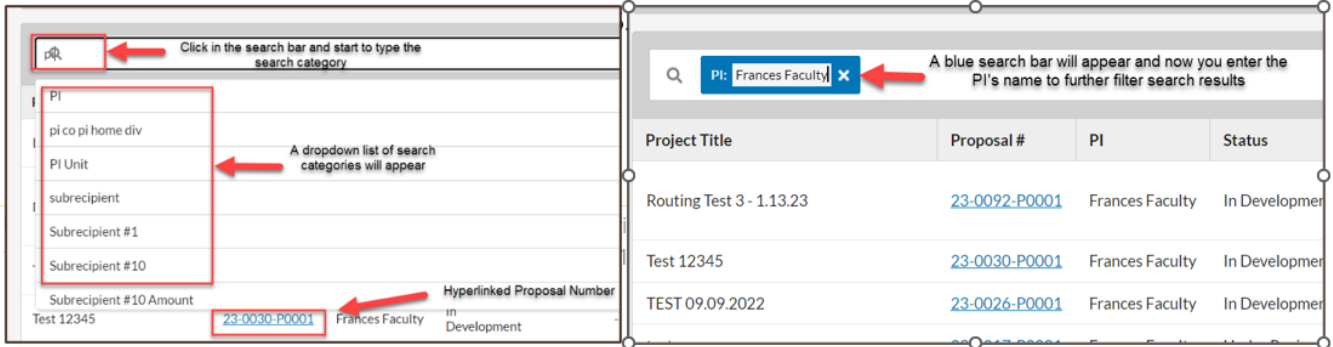 pi
Click in the search bar and start to type the
search category
PI
pi co pi home div
PI Unit
A dropdown list of search
categories will appear
subrecipient
Subrecipient #1
Subrecipient #10
Subrecipient #10 Amount
Hyperlinked Proposal Number
Test 12345 23-0030-P0001 Frances Faculty In
Development
PI: Frances Faculty ×
A blue search bar will appear and now you enter the
PI's name to further filter search results
Project Title Proposal # PI Status
Routing Test 3 - 1.13.23 23-0092-P0001 Frances Faculty In Developmen
Test 12345 23-0030-P0001 Frances Faculty In Developmen
TEST 09.09.2022 23-0026-P0001 Frances Faculty In Developmen